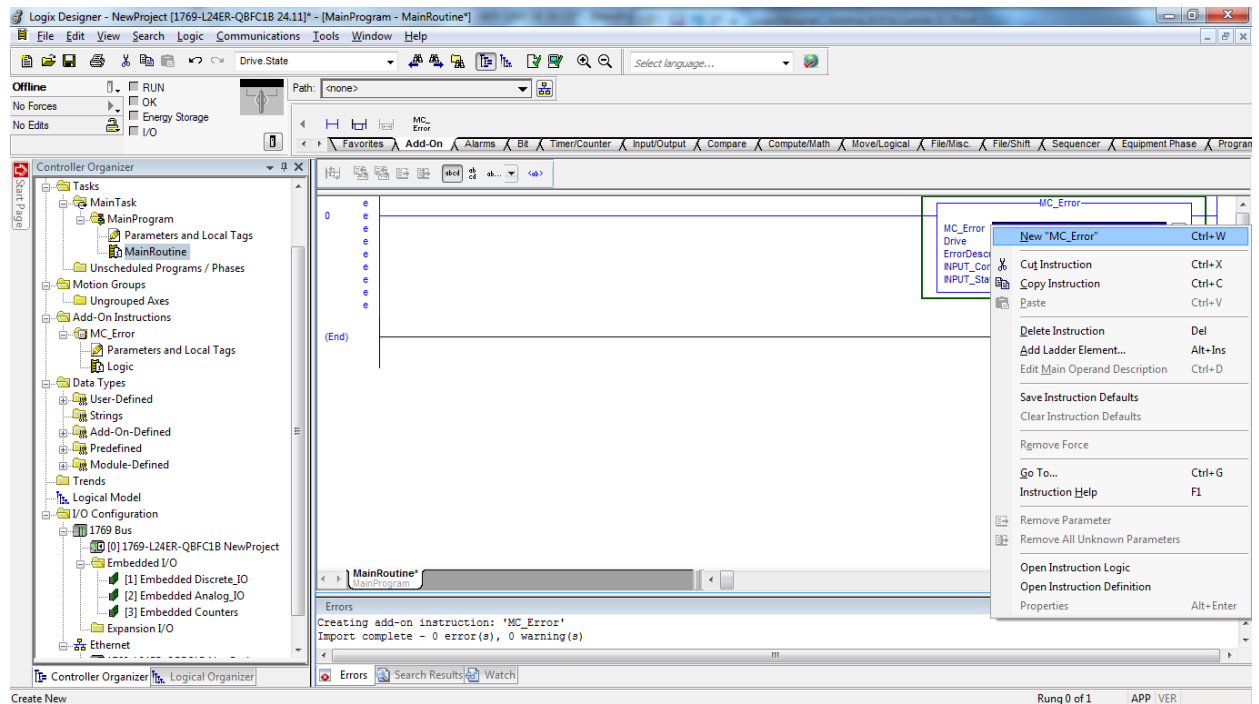 Logix Designer - NewProject [1769-L24ER-QBFC1B 24.11]* - [MainProgram - MainRoutine*]
File Edit View Search Logic Communications Tools Window Help
Drive.State
Select language...
Offline
RUN
Path: <none>
No Forces
OK
No Edits
Energy Storage
I/O
MC_
Error
Favorites Add-On Alarms Bit Timer/Counter Input/Output Compare Compute/Math Move/Logical File/Misc. File/Shift Sequencer Equipment Phase Program
Start Page
Controller Organizer
Tasks
MainTask
MainProgram
Parameters and Local Tags
MainRoutine
Unscheduled Programs / Phases
Motion Groups
Ungrouped Axes
Add-On Instructions
MC_Error
Parameters and Local Tags
Logic
Data Types
User-Defined
Strings
Add-On-Defined
Predefined
Module-Defined
Trends
Logical Model
I/O Configuration
1769 Bus
[0] 1769-L24ER-QBFC1B NewProject
Embedded I/O
[1] Embedded Discrete_IO
[2] Embedded Analog_IO
[3] Embedded Counters
Expansion I/O
Ethernet
Controller Organizer Logical Organizer
abcd ab cd ab... <ab>
e
0 e
e
e
e
e
e
e
e
(End)
MC_Error
MC_Error
Drive
ErrorDescr
INPUT_Con
INPUT_Stat
New "MC_Error" Ctrl+W
Cut Instruction Ctrl+X
Copy Instruction Ctrl+C
Paste Ctrl+V
Delete Instruction Del
Add Ladder Element... Alt+Ins
Edit Main Operand Description Ctrl+D
Save Instruction Defaults
Clear Instruction Defaults
Remove Force
Go To... Ctrl+G
Instruction Help F1
Remove Parameter
Remove All Unknown Parameters
Open Instruction Logic
Open Instruction Definition
Properties Alt+Enter
MainRoutine*
MainProgram
Errors
Creating add-on instruction: 'MC_Error'
Import complete - 0 error(s), 0 warning(s)
Errors Search Results Watch
Create New
Rung 0 of 1 APP VER